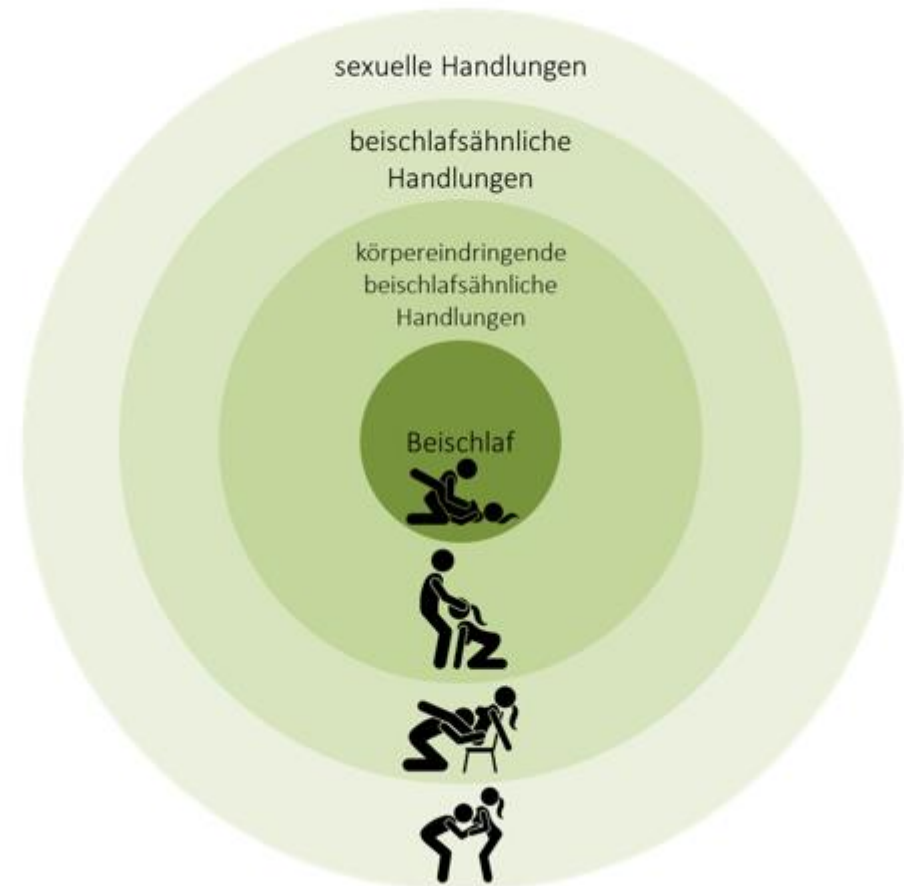 sexuelle Handlungen
beischlafsähnliche
Handlungen
körpereindringende
beischlafsähnliche
Handlungen
Beischlaf